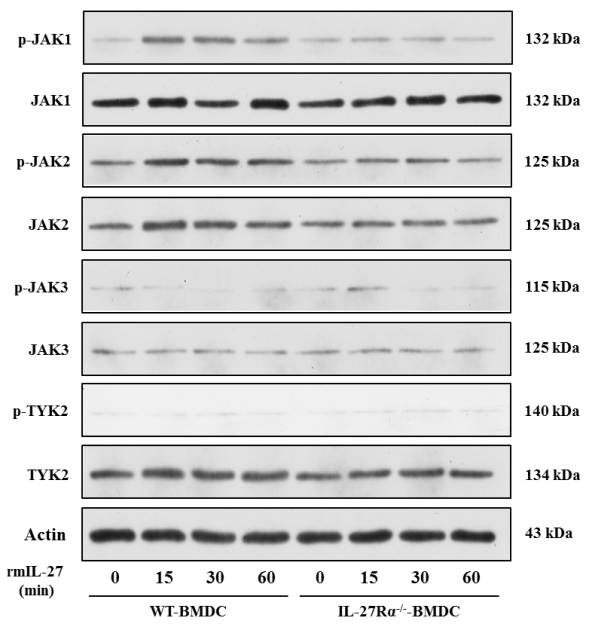 p-JAK1 132 kDa
JAK1 132 kDa
p-JAK2 125 kDa
JAK2 125 kDa
p-JAK3 115 kDa
JAK3 125 kDa
p-TYK2 140 kDa
TYK2 134 kDa
Actin 43 kDa
rmIL-27 0 15 30 60 0 15 30 60
(min)
WT-BMDC IL-27Rα-/--BMDC